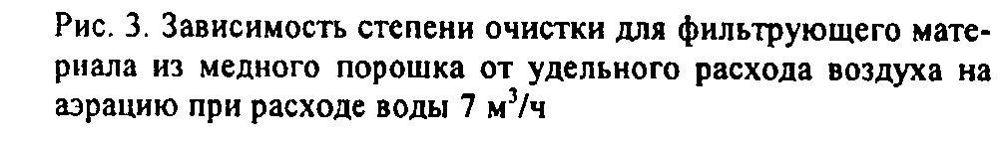 Рис. 3. Зависимость степени очистки для фильтрующего мате-
риала из медного порошка от удельного расхода воздуха на
аэрацию при расходе воды 7 м³/ч